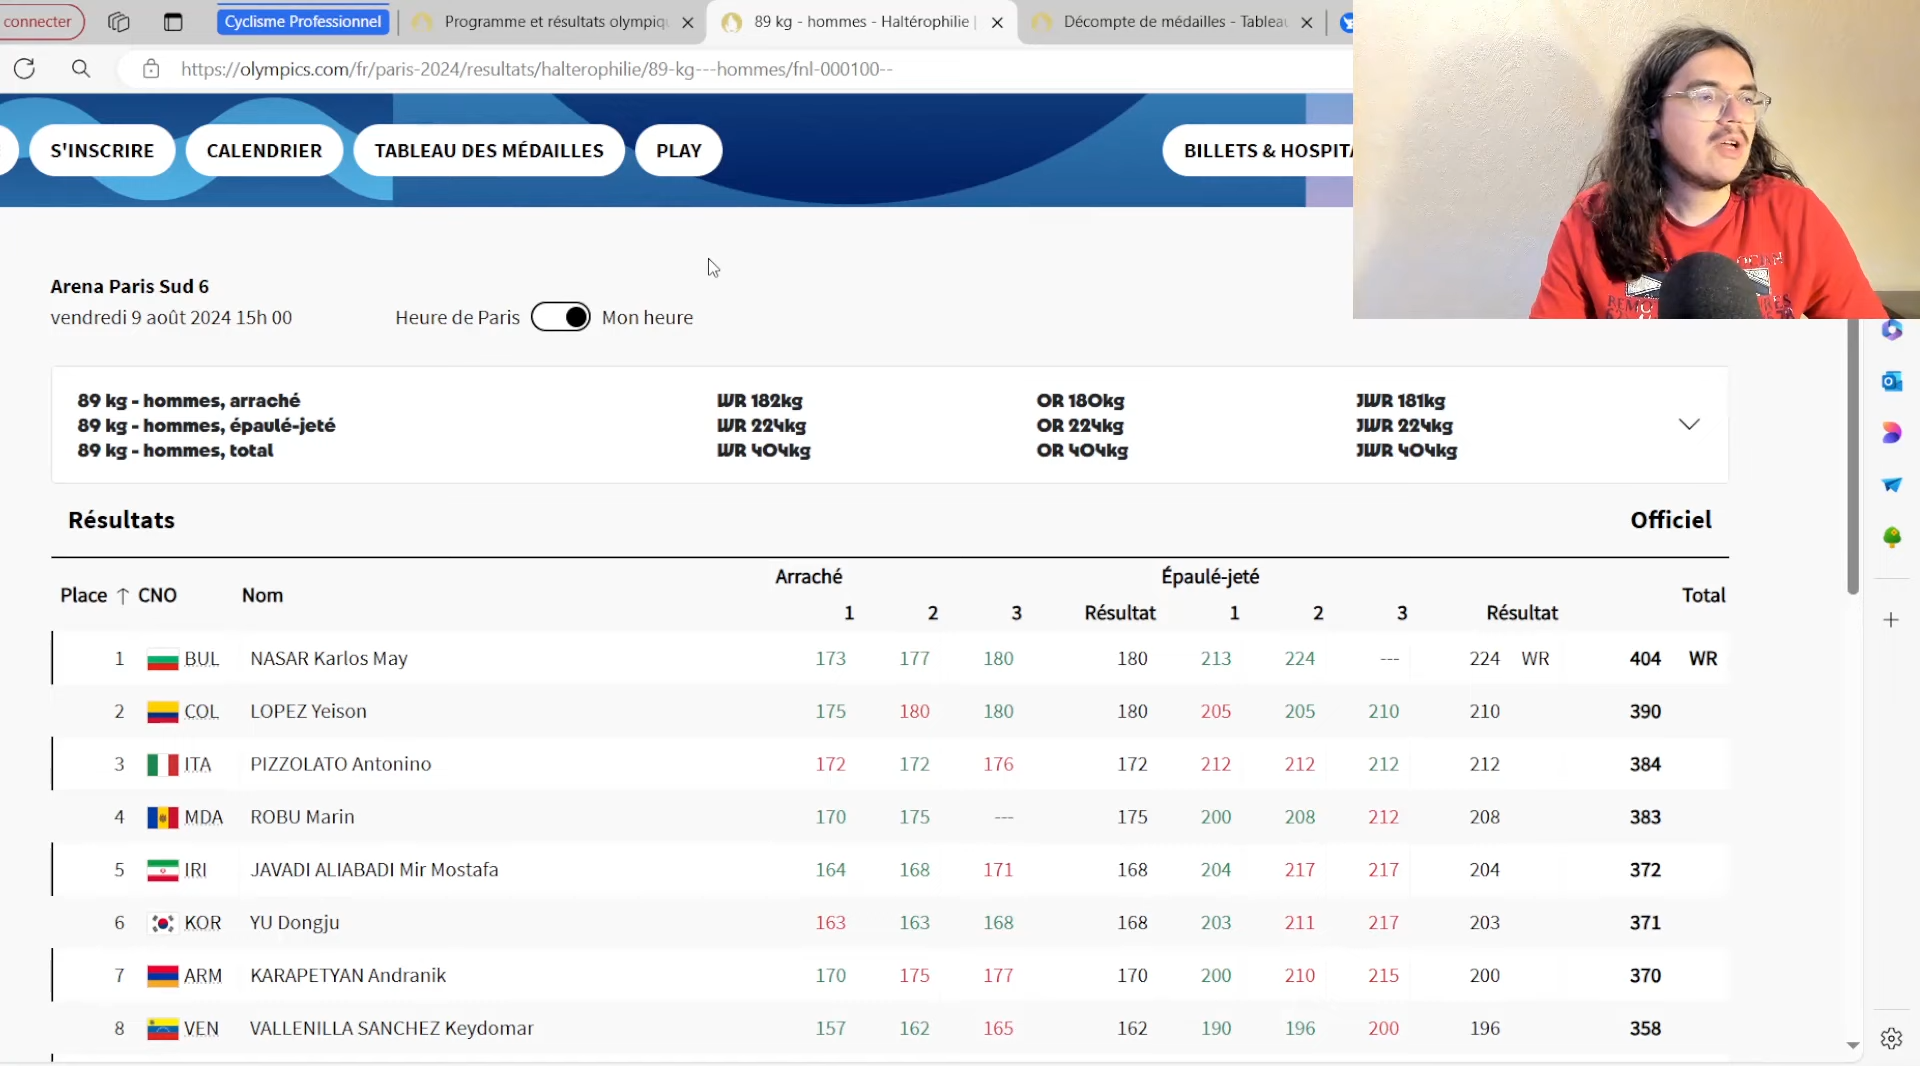 connecter
Cyclisme Professionnel
Programme et résultats olympiq
89 kg - hommes - Haltérophilie |
Décompte de médailles - Tableau
https://olympics.com/fr/paris-2024/resultats/halterophilie/89-kg---hommes/fnl-000100--
S'INSCRIRE
CALENDRIER
TABLEAU DES MÉDAILLES
PLAY
BILLETS & HOSPITA
Arena Paris Sud 6
vendredi 9 août 2024 15h 00
Heure de Paris
Mon heure
89 kg - hommes, arraché WR 182kg OR 180kg JWR 181kg
89 kg - hommes, épaulé-jeté WR 224kg OR 224kg JWR 224kg
89 kg - hommes, total WR 404kg OR 404kg JWR 404kg
Résultats Officiel
Arraché Épaulé-jeté
Place ↑ CNO Nom Total
1 2 3 Résultat 1 2 3 Résultat
1 BUL NASAR Karlos May 173 177 180 180 213 224 --- 224 WR 404 WR
2 COL LOPEZ Yeison 175 180 180 180 205 205 210 210 390
3 ITA PIZZOLATO Antonino 172 172 176 172 212 212 212 212 384
4 MDA ROBU Marin 170 175 --- 175 200 208 212 208 383
5 IRI JAVADI ALIABADI Mir Mostafa 164 168 171 168 204 217 217 204 372
6 KOR YU Dongju 163 163 168 168 203 211 217 203 371
7 ARM KARAPETYAN Andranik 170 175 177 170 200 210 215 200 370
8 VEN VALLENILLA SANCHEZ Keydomar 157 162 165 162 190 196 200 196 358